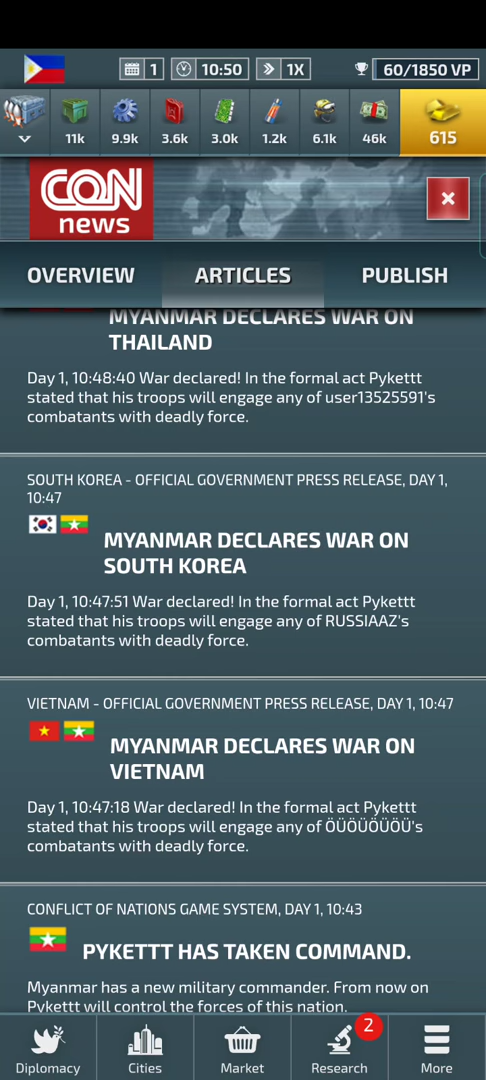 1 10:50 1X 60/1850 VP
11k 9.9k 3.6k 3.0k 1.2k 6.1k 46k 615
CON
news
OVERVIEW ARTICLES PUBLISH
MYANMAR DECLARES WAR ON
THAILAND
Day 1, 10:48:40 War declared! In the formal act Pykettt
stated that his troops will engage any of user13525591's
combatants with deadly force.
SOUTH KOREA - OFFICIAL GOVERNMENT PRESS RELEASE, DAY 1,
10:47
MYANMAR DECLARES WAR ON
SOUTH KOREA
Day 1, 10:47:51 War declared! In the formal act Pykettt
stated that his troops will engage any of RUSSIAAZ's
combatants with deadly force.
VIETNAM - OFFICIAL GOVERNMENT PRESS RELEASE, DAY 1, 10:47
MYANMAR DECLARES WAR ON
VIETNAM
Day 1, 10:47:18 War declared! In the formal act Pykettt
stated that his troops will engage any of ÖÜÖÜÖÜÖÜ's
combatants with deadly force.
CONFLICT OF NATIONS GAME SYSTEM, DAY 1, 10:43
PYKETTT HAS TAKEN COMMAND.
Myanmar has a new military commander. From now on
Pykettt will control the forces of this nation.
2
Diplomacy Cities Market Research More